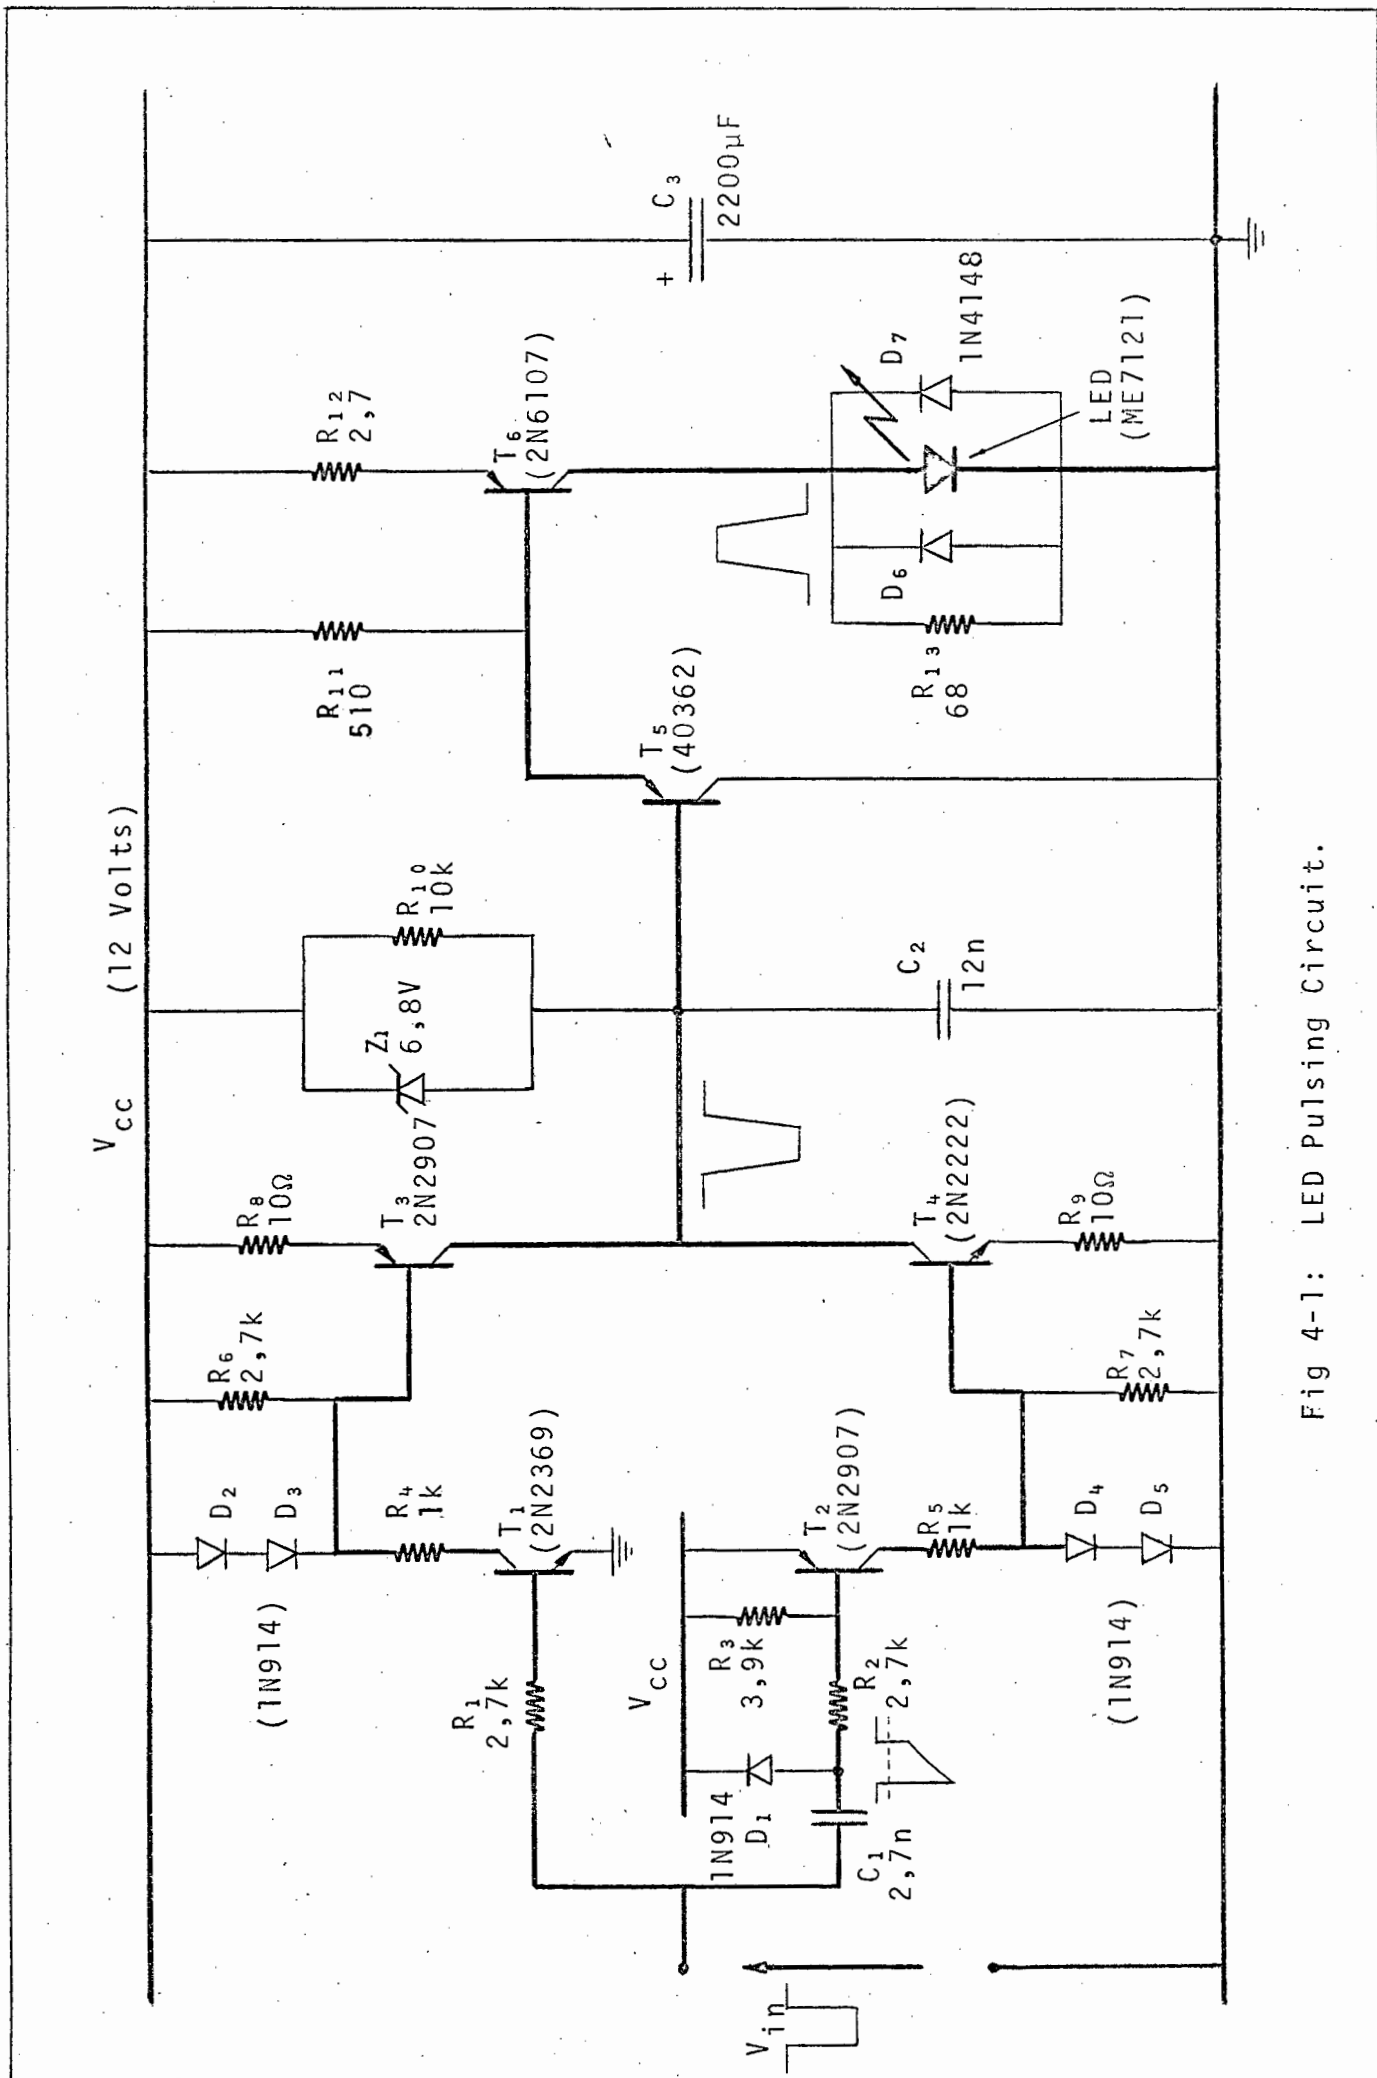 V_CC (12 Volts)
D₂
D₃
(1N914)
R₄
1k
T₁
(2N2369)
R₁
2,7k
R₆
2,7k
R₈
10Ω
T₃
2N2907
Z₁
6,8V
R₁₀
10k
R₁₁
510
R₁₂
2,7
T₆
(2N6107)
T₅
(40362)
C₃
+
2200µF
V_CC
1N914
D₁
R₃
3,9k
T₂
(2N2907)
R₂
2,7k
C₁
2,7n
R₅
1k
D₄
D₅
(1N914)
T₄
(2N2222)
R₇
2,7k
R₉
10Ω
C₂
12n
R₁₃
68
D₆
D₇
1N4148
LED
(ME7121)
V_in
Fig 4-1: LED Pulsing Circuit.